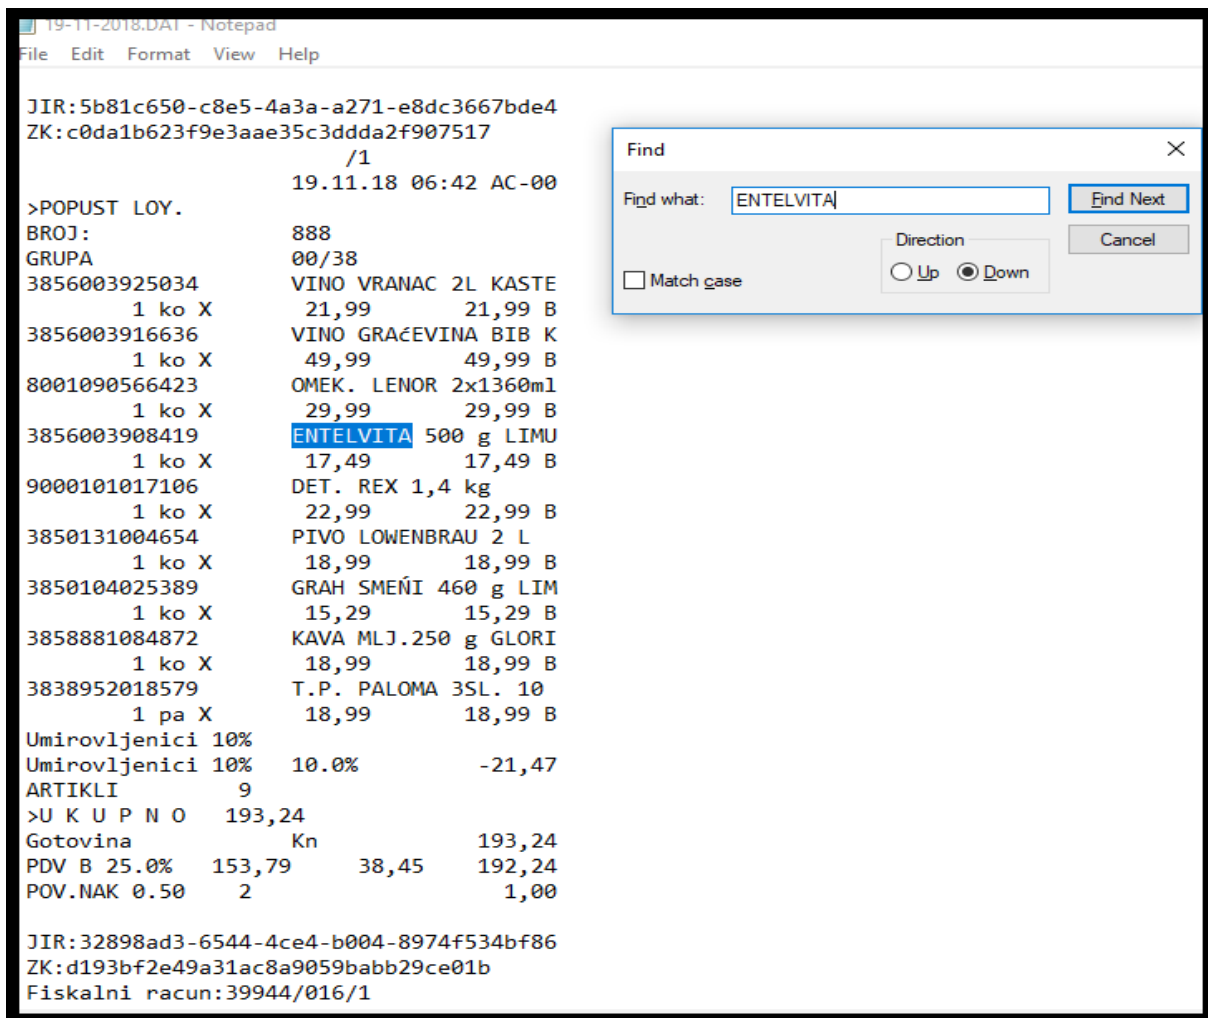 19-11-2018.DAT - Notepad
File Edit Format View Help
JIR:5b81c650-c8e5-4a3a-a271-e8dc3667bde4
ZK:c0da1b623f9e3aae35c3ddda2f907517
/1
19.11.18 06:42 AC-00
>POPUST LOY.
BROJ: 888
GRUPA 00/38
3856003925034 VINO VRANAC 2L KASTE
1 ko X 21,99 21,99 B
3856003916636 VINO GRAćEVINA BIB K
1 ko X 49,99 49,99 B
8001090566423 OMEK. LENOR 2x1360ml
1 ko X 29,99 29,99 B
3856003908419 ENTELVITA 500 g LIMU
1 ko X 17,49 17,49 B
9000101017106 DET. REX 1,4 kg
1 ko X 22,99 22,99 B
3850131004654 PIVO LOWENBRAU 2 L
1 ko X 18,99 18,99 B
3850104025389 GRAH SMEŃI 460 g LIM
1 ko X 15,29 15,29 B
3858881084872 KAVA MLJ.250 g GLORI
1 ko X 18,99 18,99 B
3838952018579 T.P. PALOMA 3SL. 10
1 pa X 18,99 18,99 B
Umirovljenici 10%
Umirovljenici 10% 10.0% -21,47
ARTIKLI 9
>U K U P N O 193,24
Gotovina Kn 193,24
PDV B 25.0% 153,79 38,45 192,24
POV.NAK 0.50 2 1,00
JIR:32898ad3-6544-4ce4-b004-8974f534bf86
ZK:d193bf2e49a31ac8a9059babb29ce01b
Fiskalni racun:39944/016/1
Find
Find what: ENTELVITA Find Next
Direction Cancel
Up Down
Match case